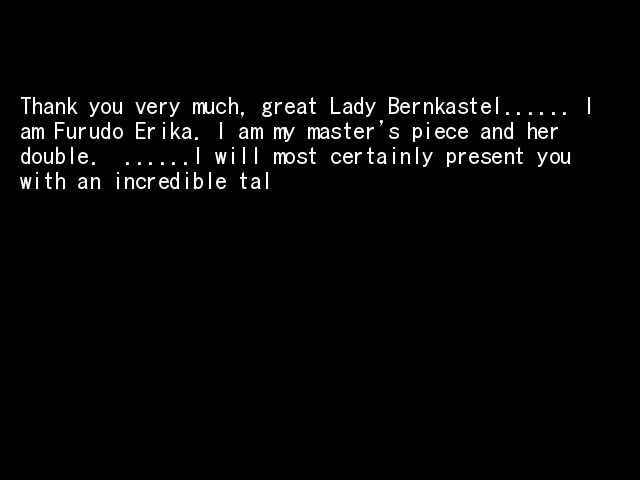 Thank you very much, great Lady Bernkastel...... I
am Furudo Erika. I am my master's piece and her
double.  ......I will most certainly present you
with an incredible tal